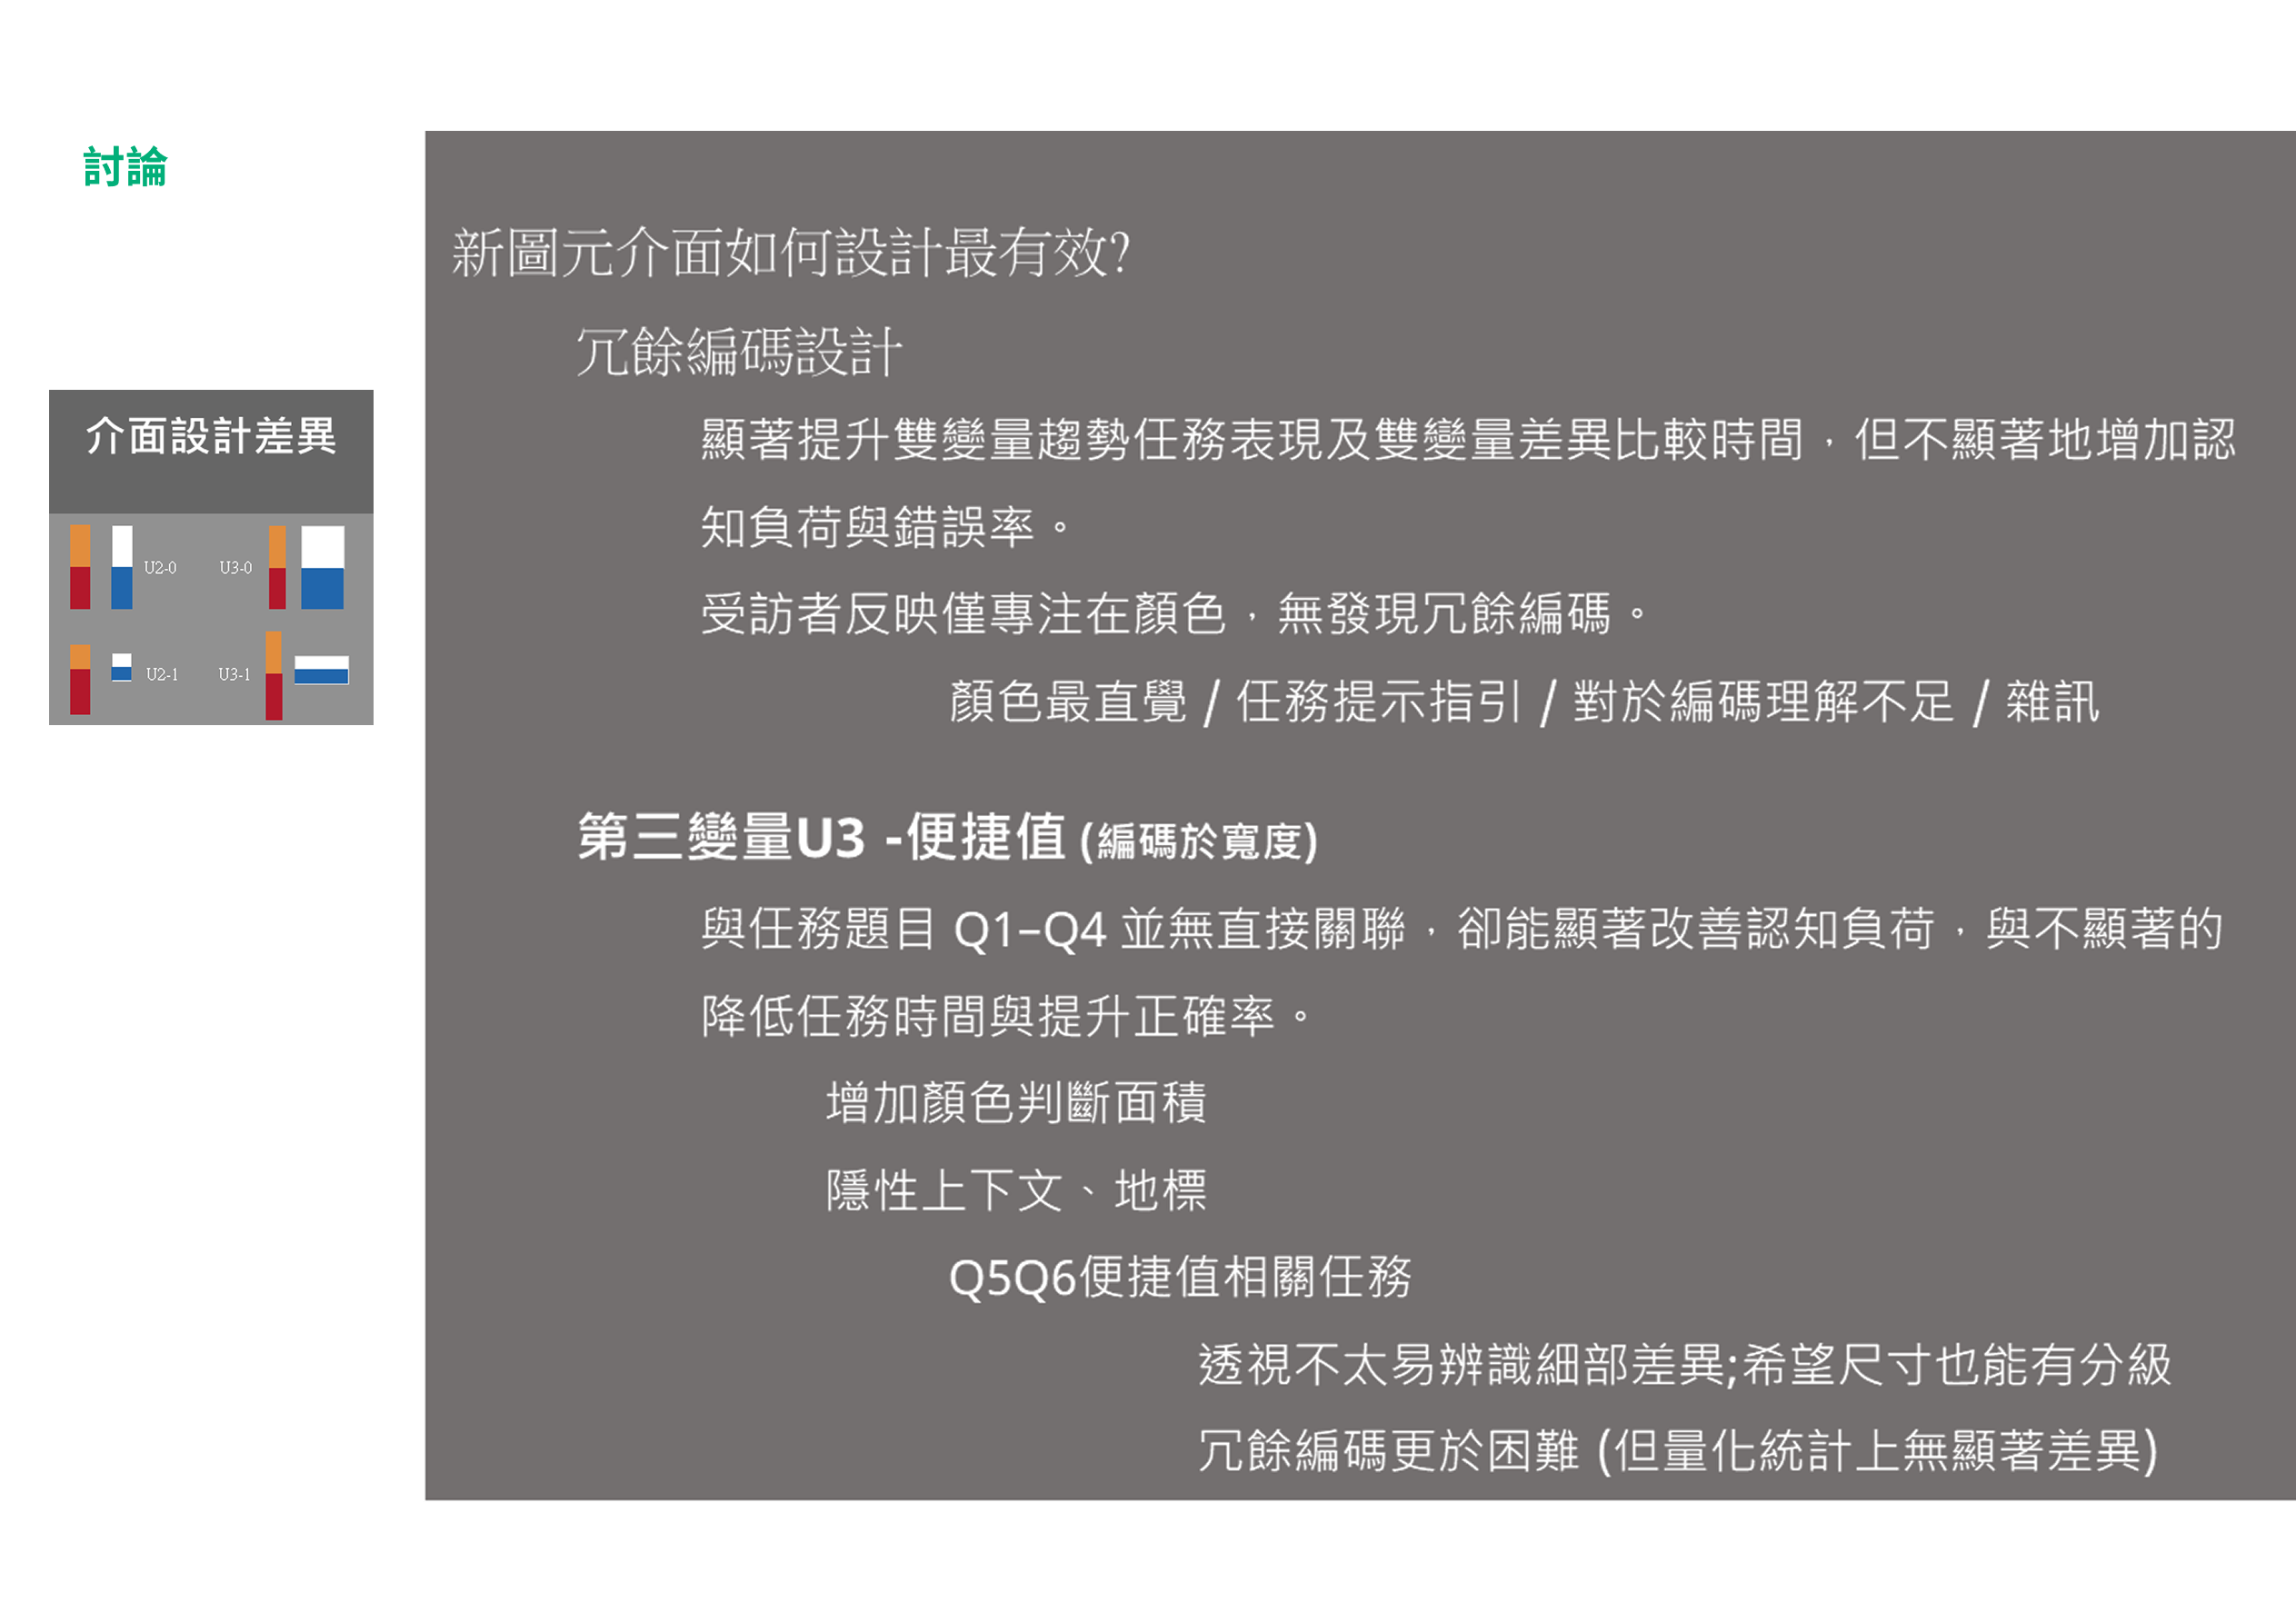 討論
介面設計差異
U2-0
U3-0
U2-1
U3-1
新圖元介面如何設計最有效?
冗餘編碼設計
顯著提升雙變量趨勢任務表現及雙變量差異比較時間，但不顯著地增加認
知負荷與錯誤率。
受訪者反映僅專注在顏色，無發現冗餘編碼。
顏色最直覺 / 任務提示指引 / 對於編碼理解不足 / 雜訊
第三變量U3 -便捷值 (編碼於寬度)
與任務題目 Q1–Q4 並無直接關聯，卻能顯著改善認知負荷，與不顯著的
降低任務時間與提升正確率。
增加顏色判斷面積
隱性上下文、地標
Q5Q6便捷值相關任務
透視不太易辨識細部差異;希望尺寸也能有分級
冗餘編碼更於困難 (但量化統計上無顯著差異)